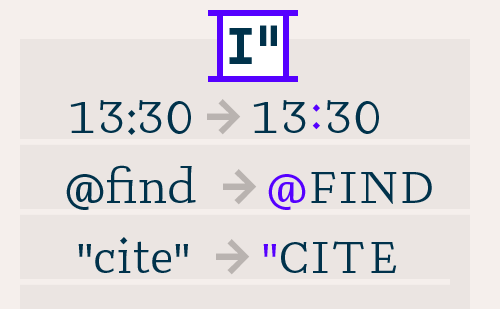 I"
13:30 → 13:30
@find → @FIND
"cite" → "CITE